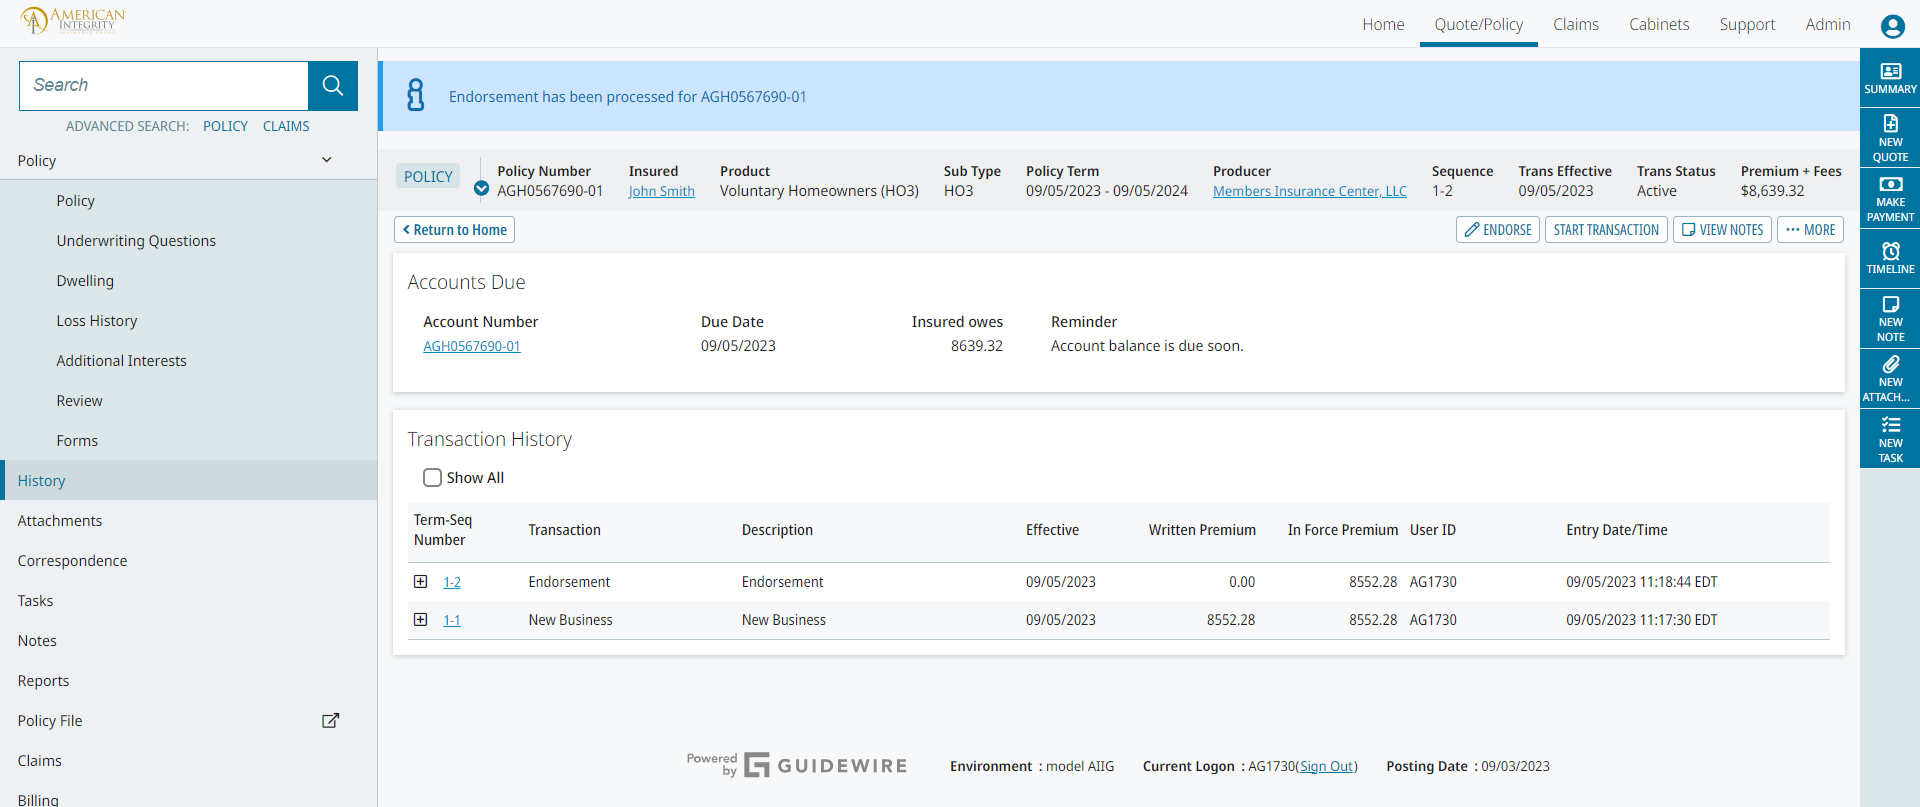 AMERICAN
INTEGRITY
Home
Quote/Policy
Claims
Cabinets
Support
Admin
Search
ADVANCED SEARCH: POLICY CLAIMS
Policy
Policy
Underwriting Questions
Dwelling
Loss History
Additional Interests
Review
Forms
History
Attachments
Correspondence
Tasks
Notes
Reports
Policy File
Claims
Billing
Endorsement has been processed for AGH0567690-01
POLICY
Policy Number Insured Product Sub Type Policy Term Producer Sequence Trans Effective Trans Status Premium + Fees
AGH0567690-01 John Smith Voluntary Homeowners (HO3) HO3 09/05/2023 - 09/05/2024 Members Insurance Center, LLC 1-2 09/05/2023 Active $8,639.32
Return to Home
ENDORSE
START TRANSACTION
VIEW NOTES
MORE
Accounts Due
Account Number Due Date Insured owes Reminder
AGH0567690-01 09/05/2023 8639.32 Account balance is due soon.
Transaction History
Show All
Term-Seq
Number Transaction Description Effective Written Premium In Force Premium User ID Entry Date/Time
1-2 Endorsement Endorsement 09/05/2023 0.00 8552.28 AG1730 09/05/2023 11:18:44 EDT
1-1 New Business New Business 09/05/2023 8552.28 8552.28 AG1730 09/05/2023 11:17:30 EDT
Powered
by GUIDEWIRE
Environment : model AIIG Current Logon : AG1730(Sign Out) Posting Date : 09/03/2023
SUMMARY
NEW
QUOTE
MAKE
PAYMENT
TIMELINE
NEW
NOTE
NEW
ATTACH...
NEW
TASK